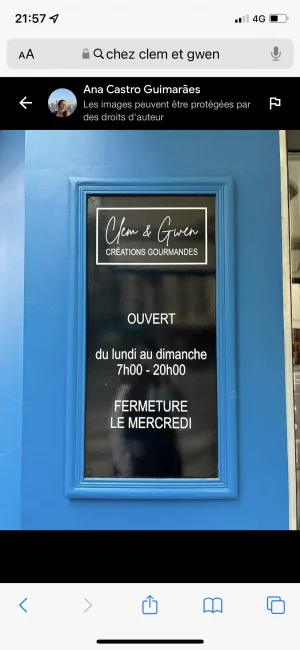 21:57
4G
AA
chez clem et gwen
Ana Castro Guimarães
Les images peuvent être protégées par
des droits d'auteur
Clem & Gwen
CRÉATIONS GOURMANDES
OUVERT
du lundi au dimanche
7h00 - 20h00
FERMETURE
LE MERCREDI